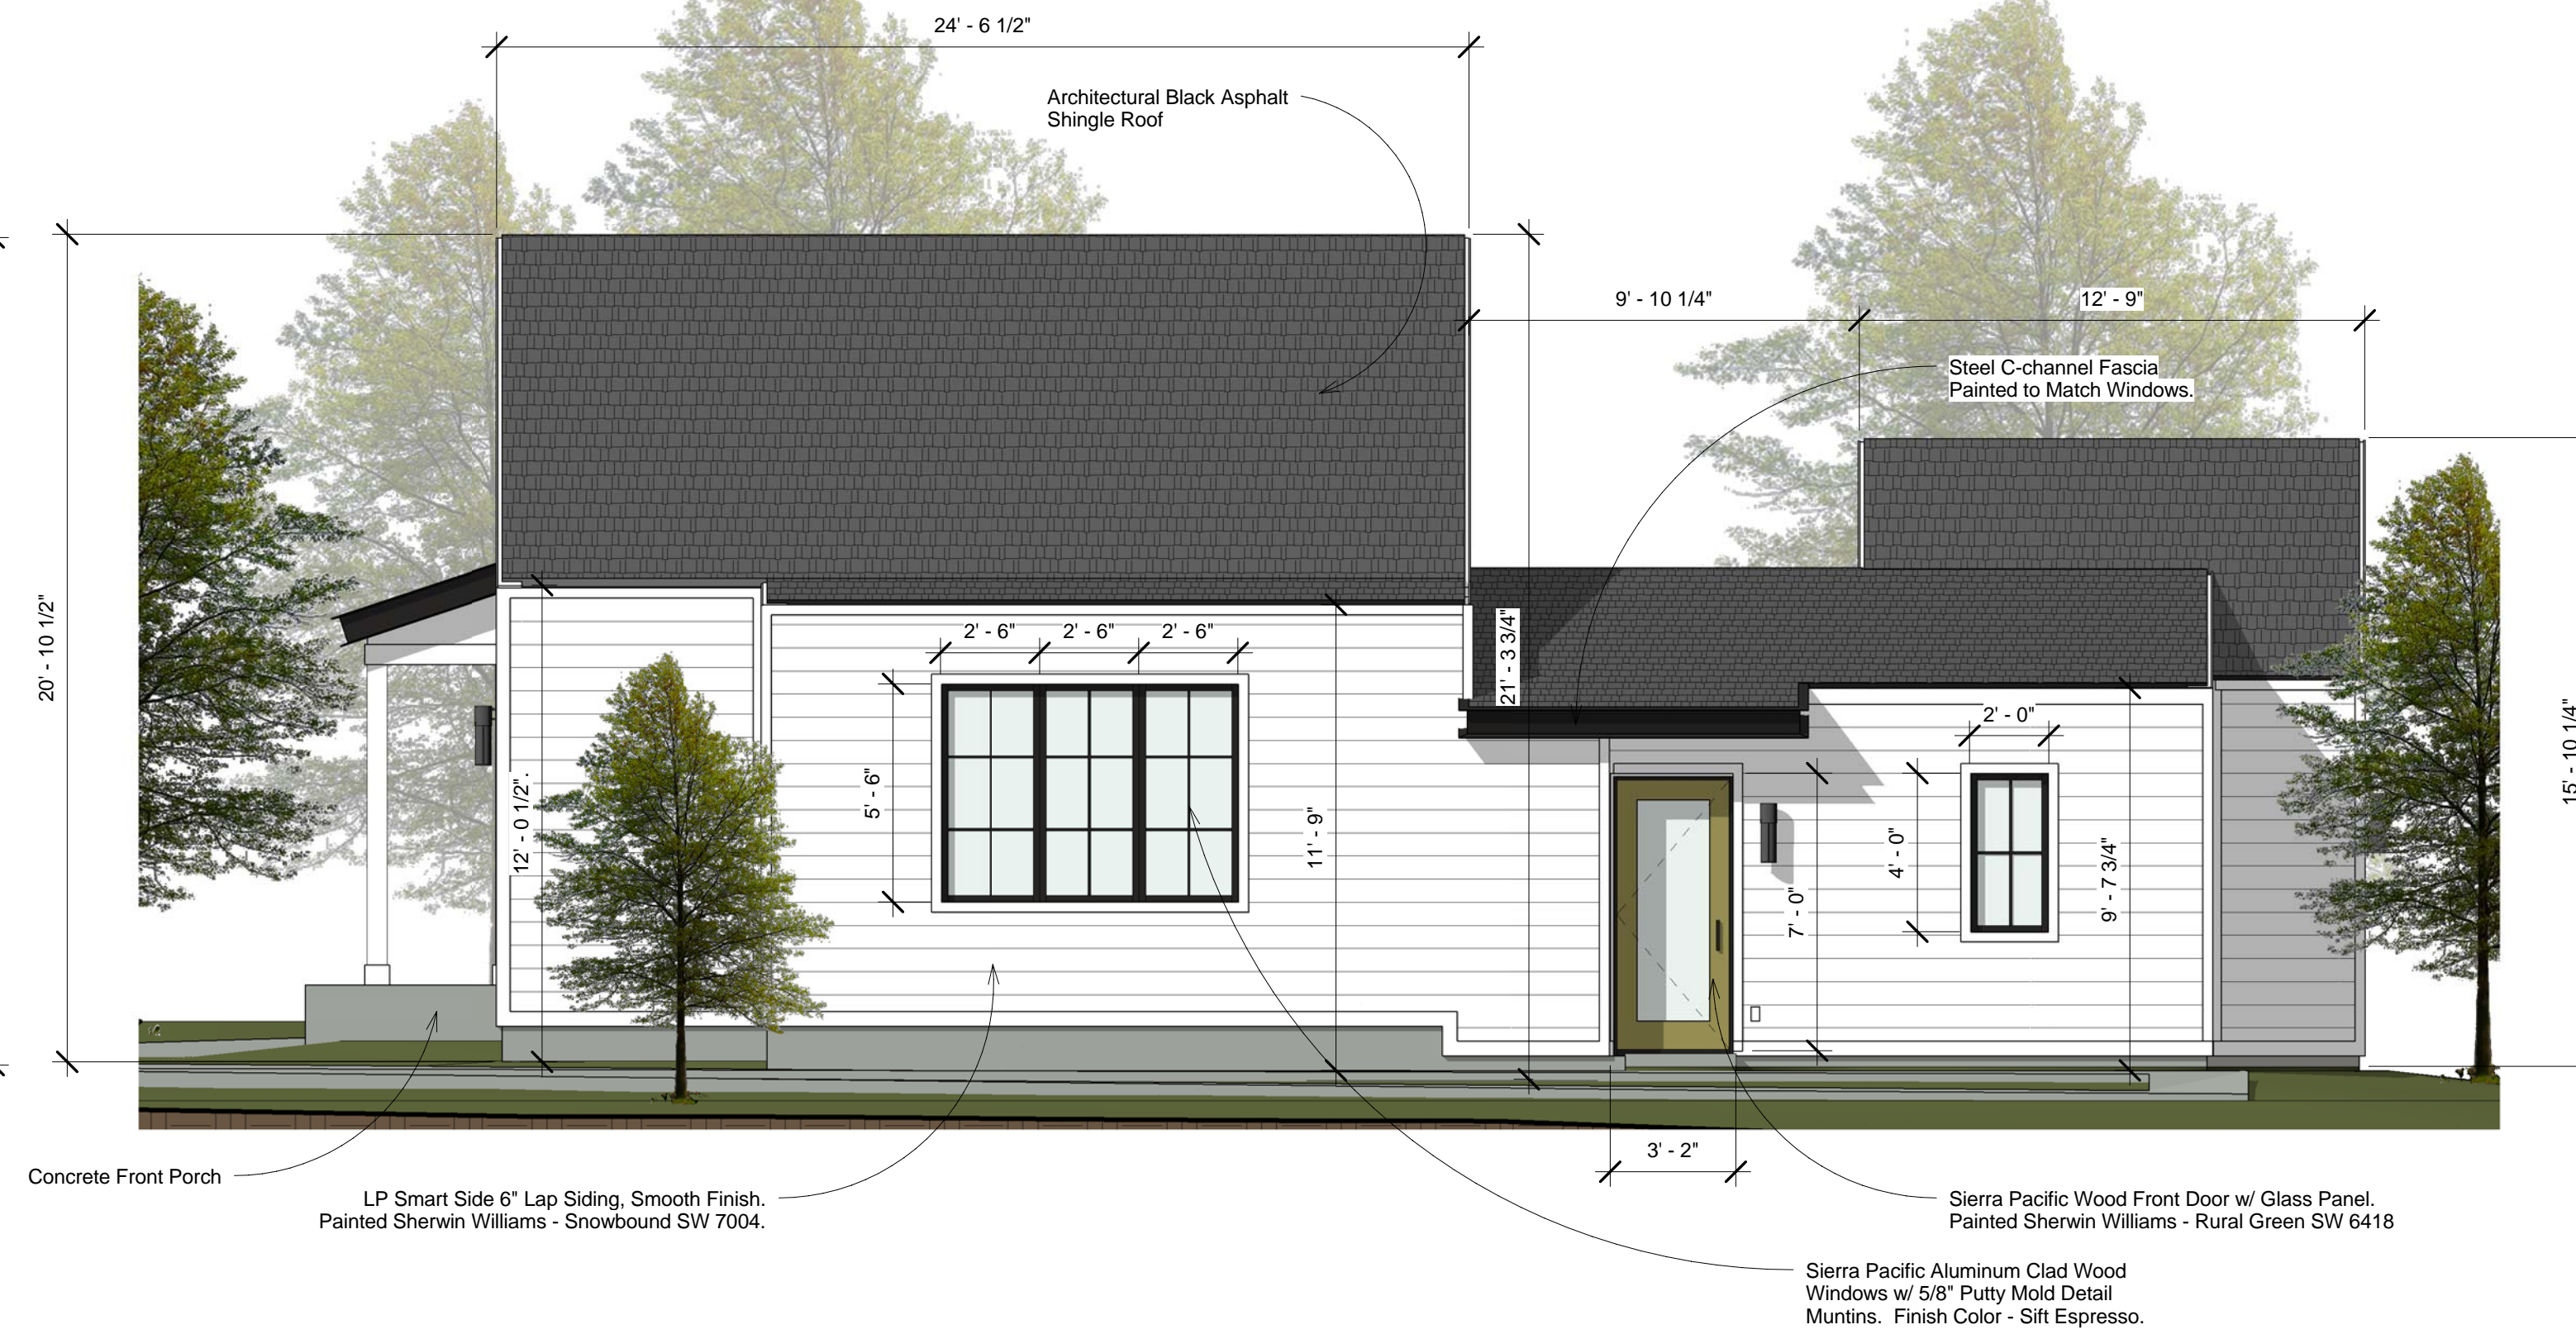 24' - 6 1/2"
Architectural Black Asphalt
Shingle Roof
9' - 10 1/4"
12' - 9"
Steel C-channel Fascia
Painted to Match Windows.
20' - 10 1/2"
2' - 6"
2' - 6"
2' - 6"
21' - 3 3/4"
2' - 0"
15' - 10 1/4"
5' - 6"
12' - 0 1/2".
11' - 9"
4' - 0"
9' - 7 3/4"
7' - 0"
3' - 2"
Concrete Front Porch
LP Smart Side 6" Lap Siding, Smooth Finish.
Painted Sherwin Williams - Snowbound SW 7004.
Sierra Pacific Wood Front Door w/ Glass Panel.
Painted Sherwin Williams - Rural Green SW 6418
Sierra Pacific Aluminum Clad Wood
Windows w/ 5/8" Putty Mold Detail
Muntins.  Finish Color - Sift Espresso.